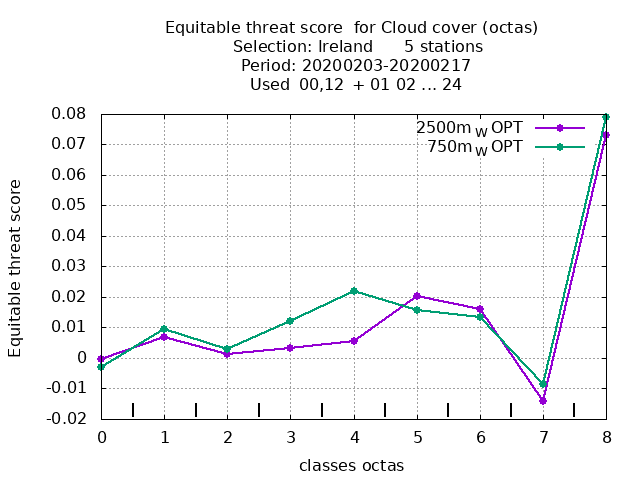 Equitable threat score  for Cloud cover (octas)
Selection: Ireland      5 stations
Period: 20200203-20200217
Used  00,12  + 01 02 ... 24
2500m W OPT
750m W OPT
0.08
0.07
0.06
0.05
0.04
0.03
0.02
0.01
0
-0.01
-0.02
Equitable threat score
0 1 2 3 4 5 6 7 8
classes octas